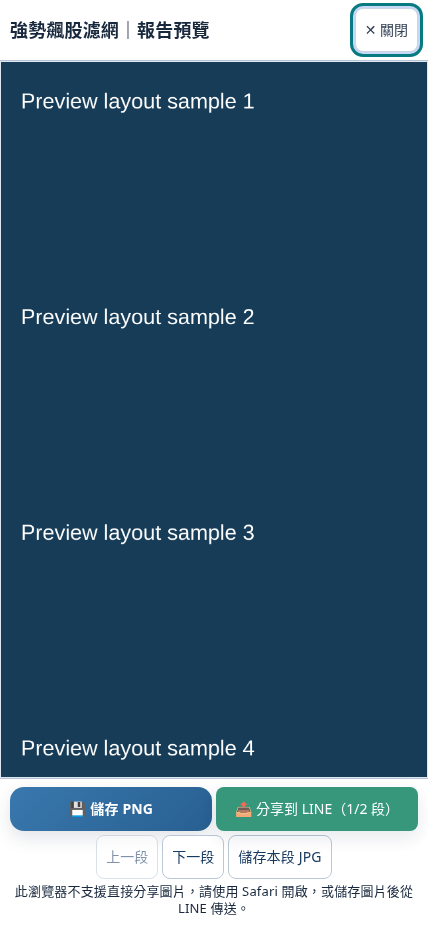 強勢飆股濾網｜報告預覽
✕ 關閉
Preview layout sample 1
Preview layout sample 2
Preview layout sample 3
Preview layout sample 4
💾 儲存 PNG
📤 分享到 LINE（1/2 段）
上一段
下一段
儲存本段 JPG
此瀏覽器不支援直接分享圖片，請使用 Safari 開啟，或儲存圖片後從
LINE 傳送。